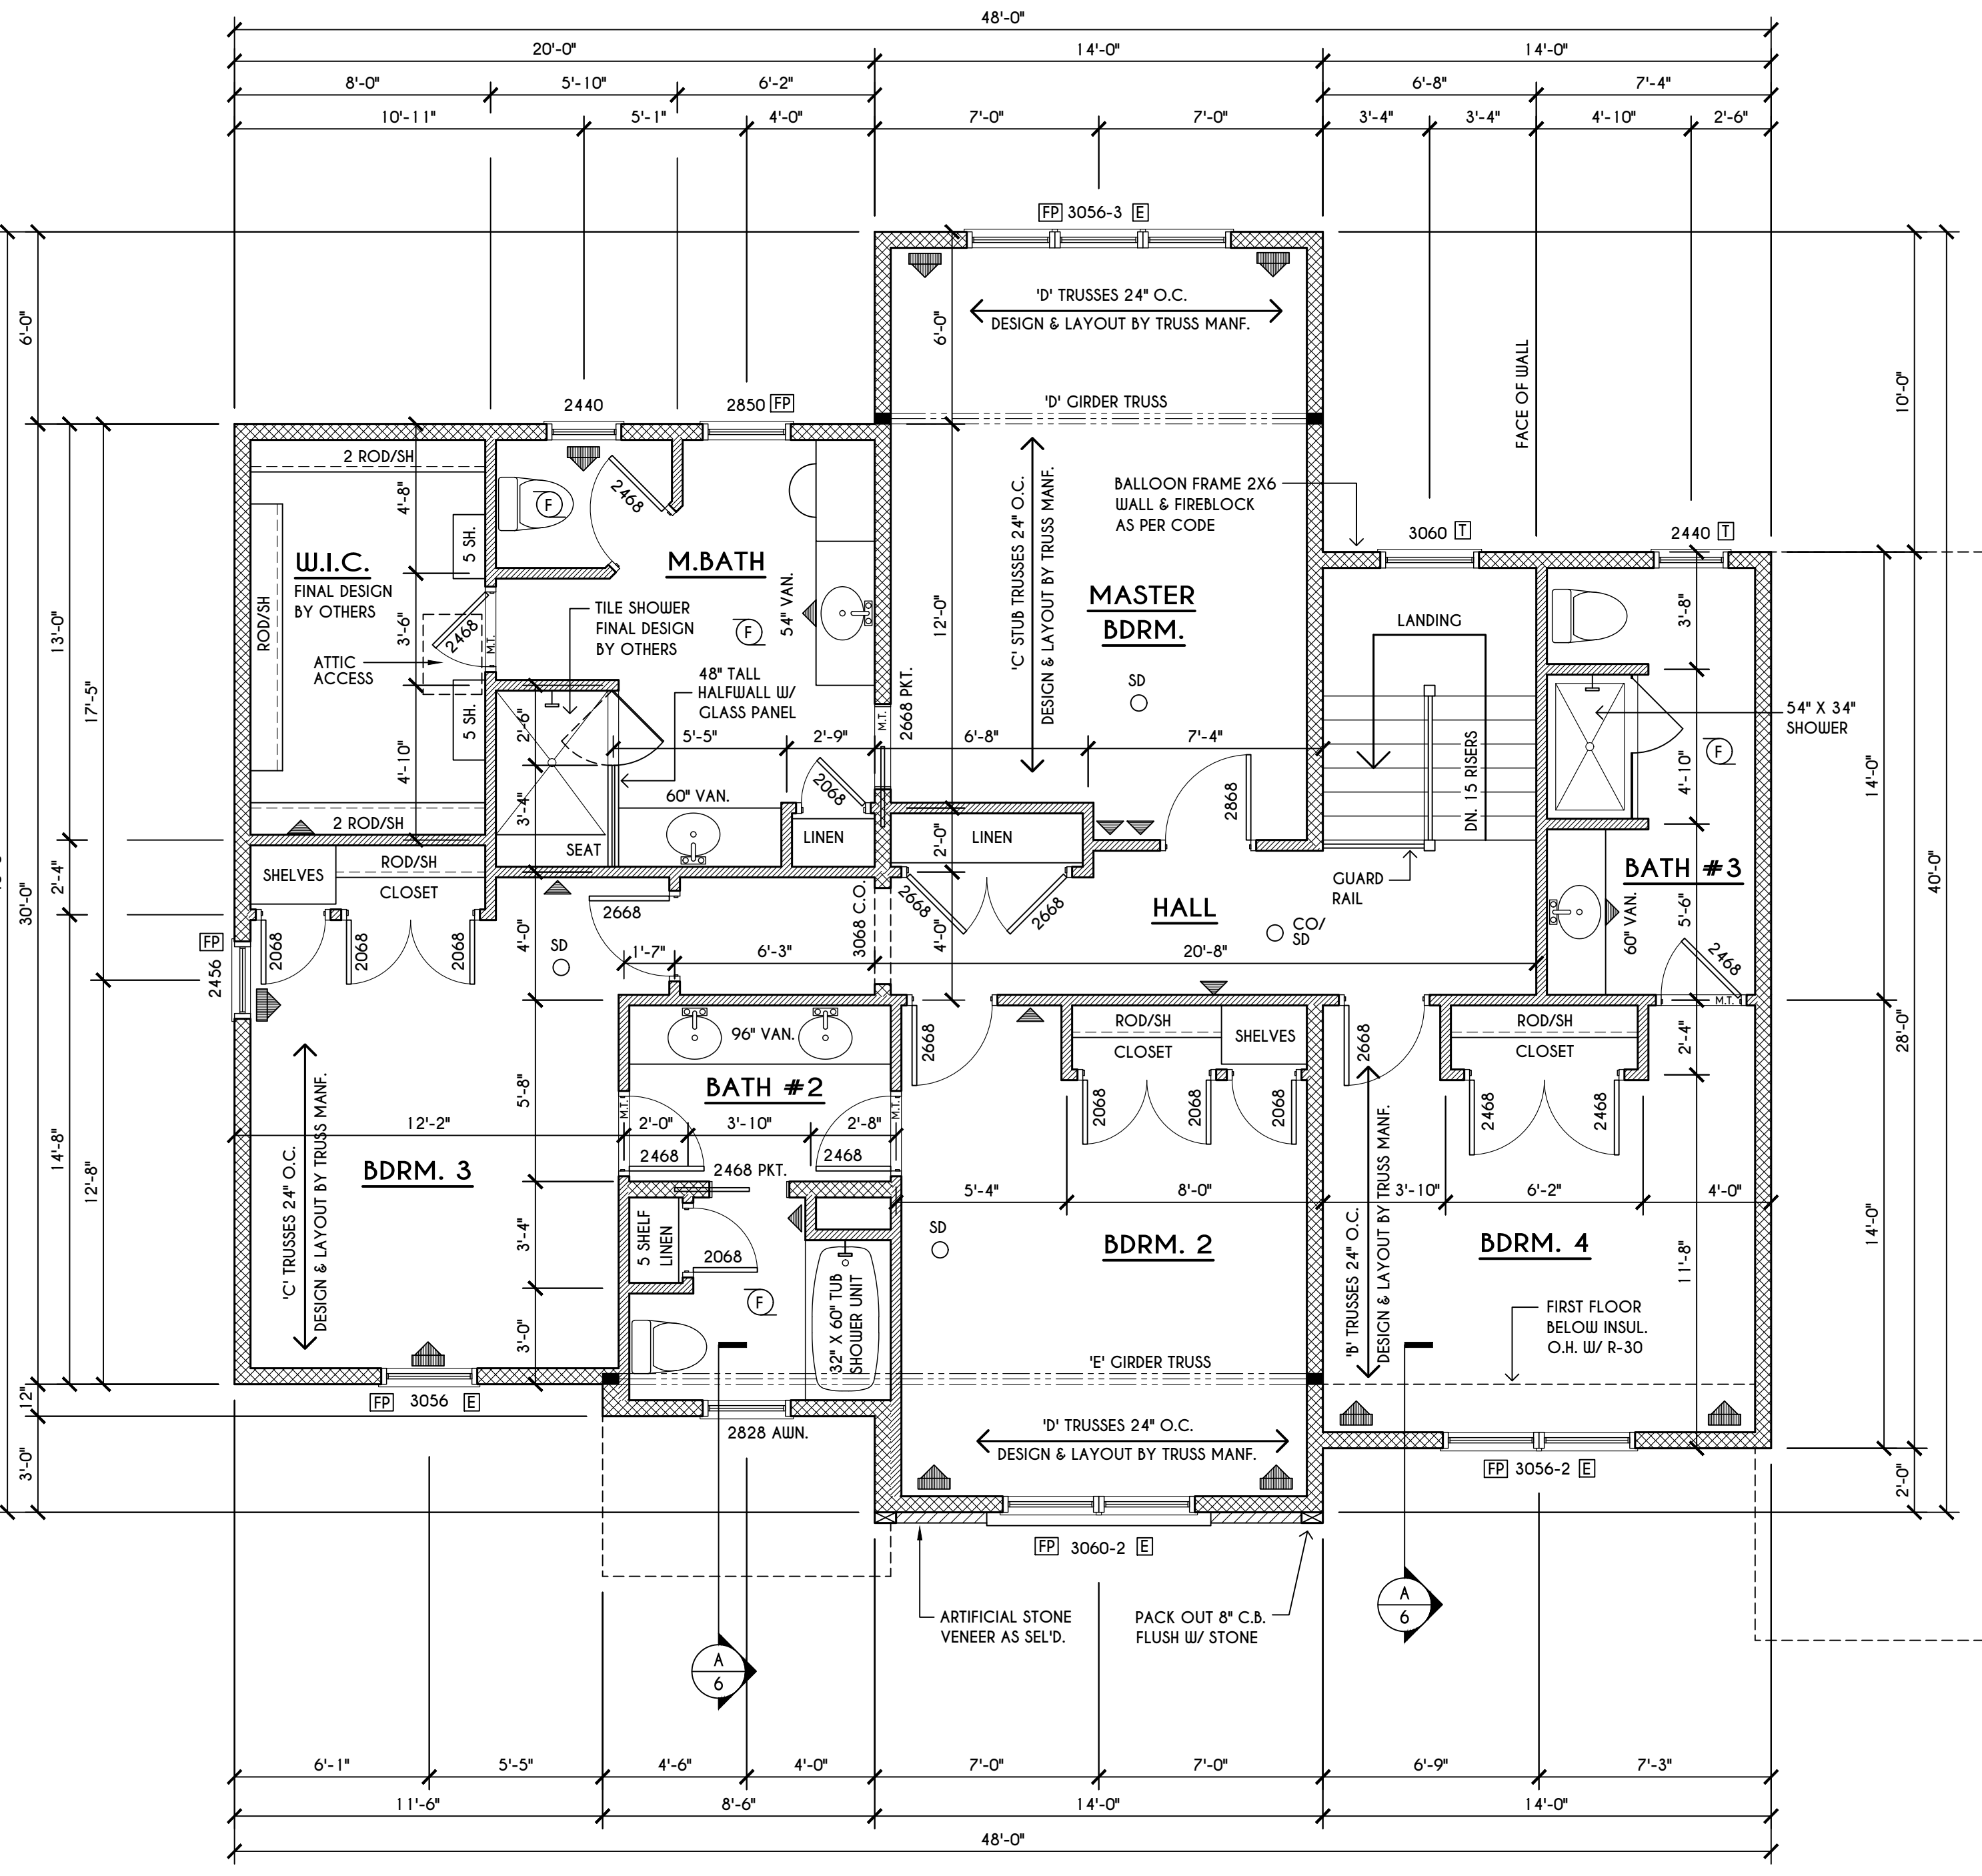 48'-0"
20'-0" 14'-0" 14'-0"
8'-0" 5'-10" 6'-2" 6'-8" 7'-4"
10'-11" 5'-1" 4'-0" 7'-0" 7'-0" 3'-4" 3'-4" 4'-10" 2'-6"
FP 3056-3 E
'D' TRUSSES 24" O.C.
DESIGN & LAYOUT BY TRUSS MANF.
6'-0"
6'-0"
10'-0"
FACE OF WALL
2440
2850 FP
'D' GIRDER TRUSS
2 ROD/SH
4'-8"
F
2468
5 SH.
W.I.C.
FINAL DESIGN
BY OTHERS
ROD/SH
ATTIC
ACCESS
3'-6"
2468
M.T.
5 SH.
4'-10"
2 ROD/SH
M.BATH
54" VAN.
F
TILE SHOWER
FINAL DESIGN
BY OTHERS
48" TALL
HALFWALL W/
GLASS PANEL
2'-6"
3'-4"
5'-5" 2'-9"
60" VAN.
2068
LINEN
SEAT
M.T.
2668 PKT.
12'-0"
'C' STUB TRUSSES 24" O.C.
DESIGN & LAYOUT BY TRUSS MANF.
BALLOON FRAME 2X6
WALL & FIREBLOCK
AS PER CODE
MASTER
BDRM.
SD
6'-8" 7'-4"
2868
2'-0"
LINEN
2668
2668
3060 T
2440 T
LANDING
DN. 15 RISERS
GUARD
RAIL
3'-8"
54" X 34"
SHOWER
F
4'-10"
BATH #3
60" VAN.
5'-6"
2468
M.T.
14'-0"
40'-0"
28'-0"
13'-0"
17'-5"
2'-4"
30'-0"
SHELVES
ROD/SH
CLOSET
2068
2068
2068
FP
2456
SD
4'-0"
2668
1'-7" 6'-3"
3068 C.O.
4'-0"
HALL
CO/
SD
20'-8"
96" VAN.
BATH #2
M.T.
M.T.
5'-8"
12'-2" 2'-0" 3'-10" 2'-8"
2468
2468
2468 PKT.
BDRM. 3
'C' TRUSSES 24" O.C.
DESIGN & LAYOUT BY TRUSS MANF.
14'-8"
12'-8"
3'-4"
5 SHELF
LINEN
2068
F
32" X 60" TUB
SHOWER UNIT
3'-0"
2668
ROD/SH
CLOSET
SHELVES
2068
2068
2068
5'-4" 8'-0"
SD
BDRM. 2
'E' GIRDER TRUSS
'D' TRUSSES 24" O.C.
DESIGN & LAYOUT BY TRUSS MANF.
2668
ROD/SH
CLOSET
2468
2468
2'-4"
'B' TRUSSES 24" O.C.
DESIGN & LAYOUT BY TRUSS MANF.
3'-10" 6'-2" 4'-0"
BDRM. 4
11'-8"
14'-0"
FIRST FLOOR
BELOW INSUL.
O.H. W/ R-30
12"
3'-0"
2'-0"
FP 3056 E
2828 AWN.
FP 3056-2 E
FP 3060-2 E
ARTIFICIAL STONE
VENEER AS SEL'D.
PACK OUT 8" C.B.
FLUSH W/ STONE
A
6
A
6
6'-1" 5'-5" 4'-6" 4'-0" 7'-0" 7'-0" 6'-9" 7'-3"
11'-6" 8'-6" 14'-0" 14'-0"
48'-0"